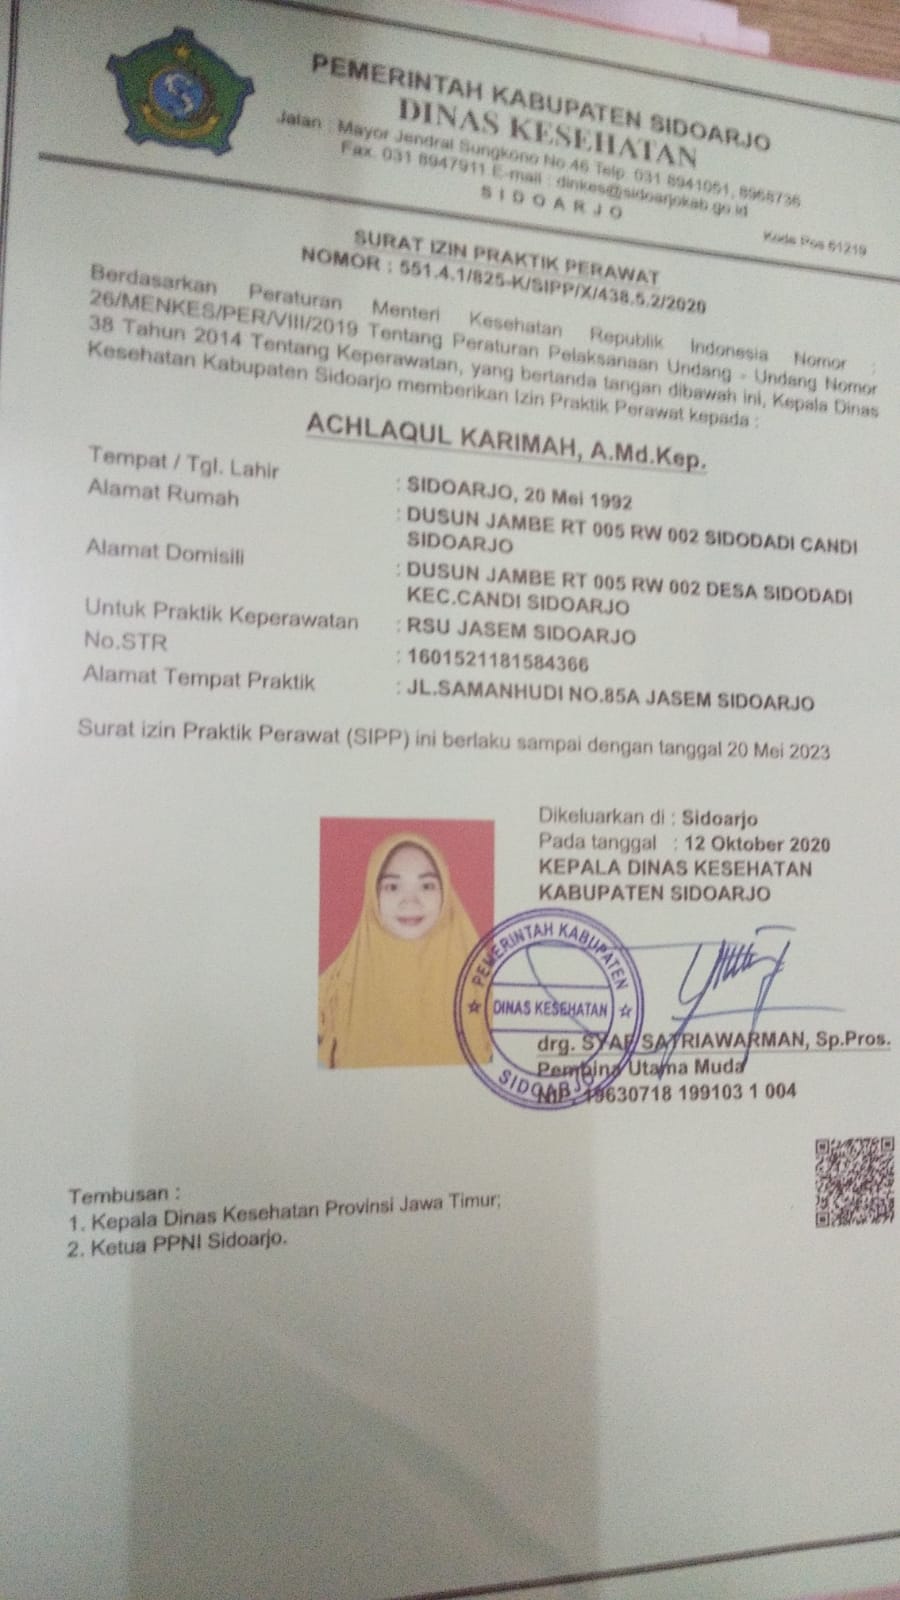 PEMERINTAH KABUPATEN SIDOARJO
DINAS KESEHATAN
Jalan : Mayor Jendral Sungkono No.46 Telp. 031 8941051, 8968736
Fax. 031 8947911 E-mail : dinkes@sidoarjokab.go.id
SIDOARJO
Kode Pos 61219
SURAT IZIN PRAKTIK PERAWAT
NOMOR : 551.4.1/825-K/SIPP/X/438.5.2/2020
Berdasarkan Peraturan Menteri Kesehatan Republik Indonesia Nomor :
26/MENKES/PER/VIII/2019 Tentang Peraturan Pelaksanaan Undang - Undang Nomor
38 Tahun 2014 Tentang Keperawatan, yang bertanda tangan dibawah ini, Kepala Dinas
Kesehatan Kabupaten Sidoarjo memberikan Izin Praktik Perawat kepada :
ACHLAQUL KARIMAH, A.Md.Kep.
Tempat / Tgl. Lahir : SIDOARJO, 20 Mei 1992
Alamat Rumah : DUSUN JAMBE RT 005 RW 002 SIDODADI CANDI
SIDOARJO
Alamat Domisili : DUSUN JAMBE RT 005 RW 002 DESA SIDODADI
KEC.CANDI SIDOARJO
Untuk Praktik Keperawatan : RSU JASEM SIDOARJO
No.STR : 1601521181584366
Alamat Tempat Praktik : JL.SAMANHUDI NO.85A JASEM SIDOARJO
Surat izin Praktik Perawat (SIPP) ini berlaku sampai dengan tanggal 20 Mei 2023
Dikeluarkan di : Sidoarjo
Pada tanggal : 12 Oktober 2020
KEPALA DINAS KESEHATAN
KABUPATEN SIDOARJO
PEMERINTAH KABUPATEN
DINAS KESEHATAN
SIDOARJO
drg. SYAF SATRIAWARMAN, Sp.Pros.
Pembina Utama Muda
NIP. 19630718 199103 1 004
Tembusan :
1. Kepala Dinas Kesehatan Provinsi Jawa Timur;
2. Ketua PPNI Sidoarjo.